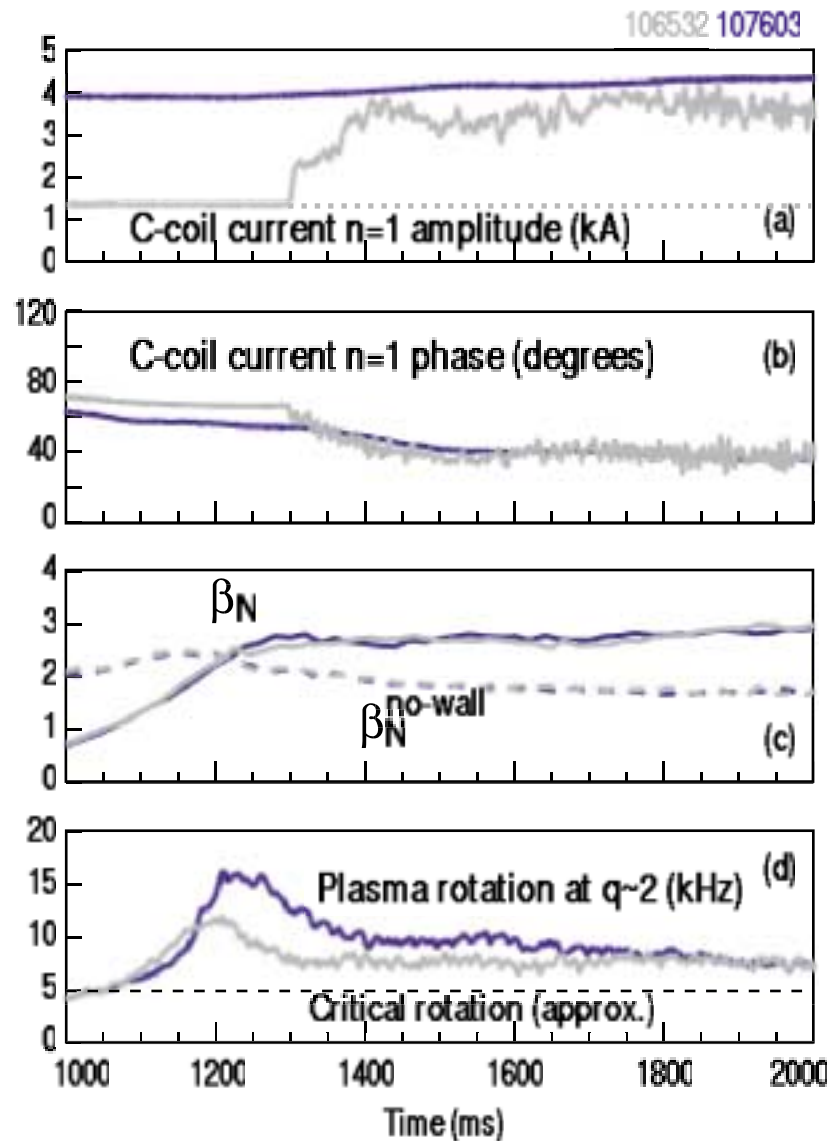 106532 107603
5
4
3
2
1
0
C-coil current n=1 amplitude (kA)
(a)
120
80
40
0
C-coil current n=1 phase (degrees)
(b)
4
3
2
1
0
βN
βN no-wall
(c)
20
15
10
5
0
Plasma rotation at q~2 (kHz)
(d)
Critical rotation (approx.)
1000 1200 1400 1600 1800 2000
Time (ms)